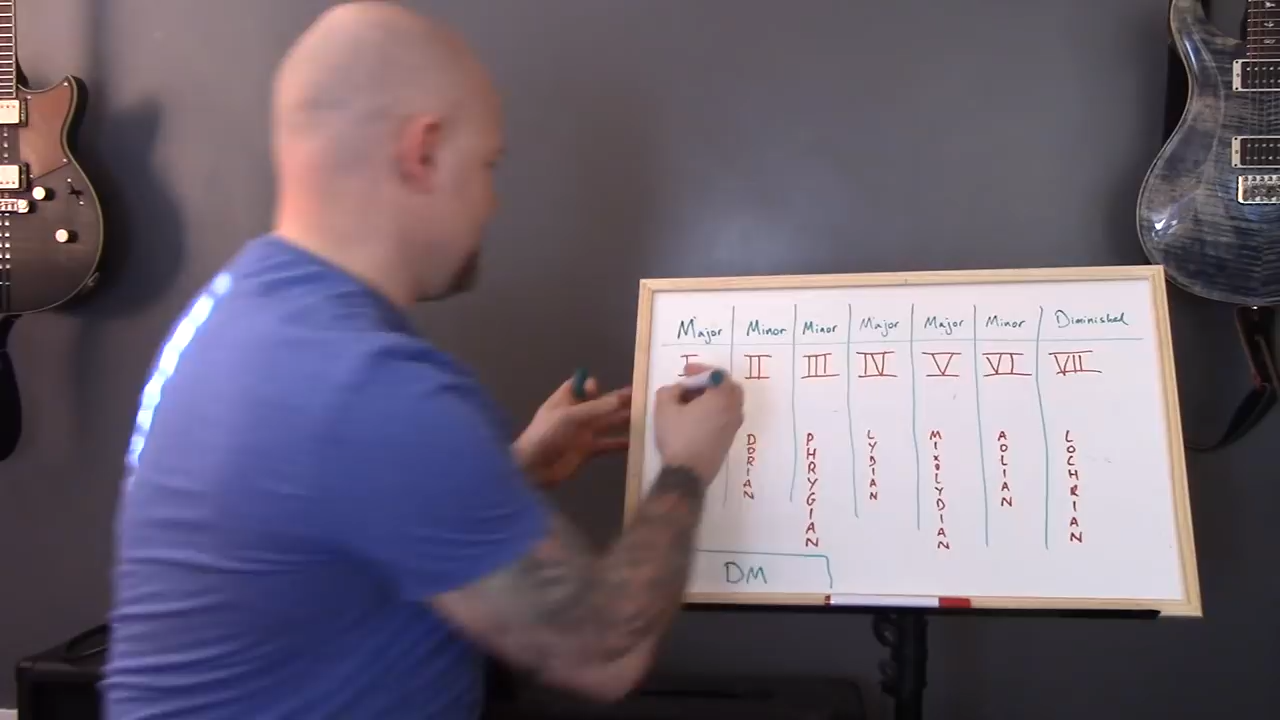 Major Minor Minor Major Major Minor Diminished
I II III IV V VI VII
DORIAN PHRYGIAN LYDIAN MIXOLYDIAN AOLIAN LOCHRIAN
DM